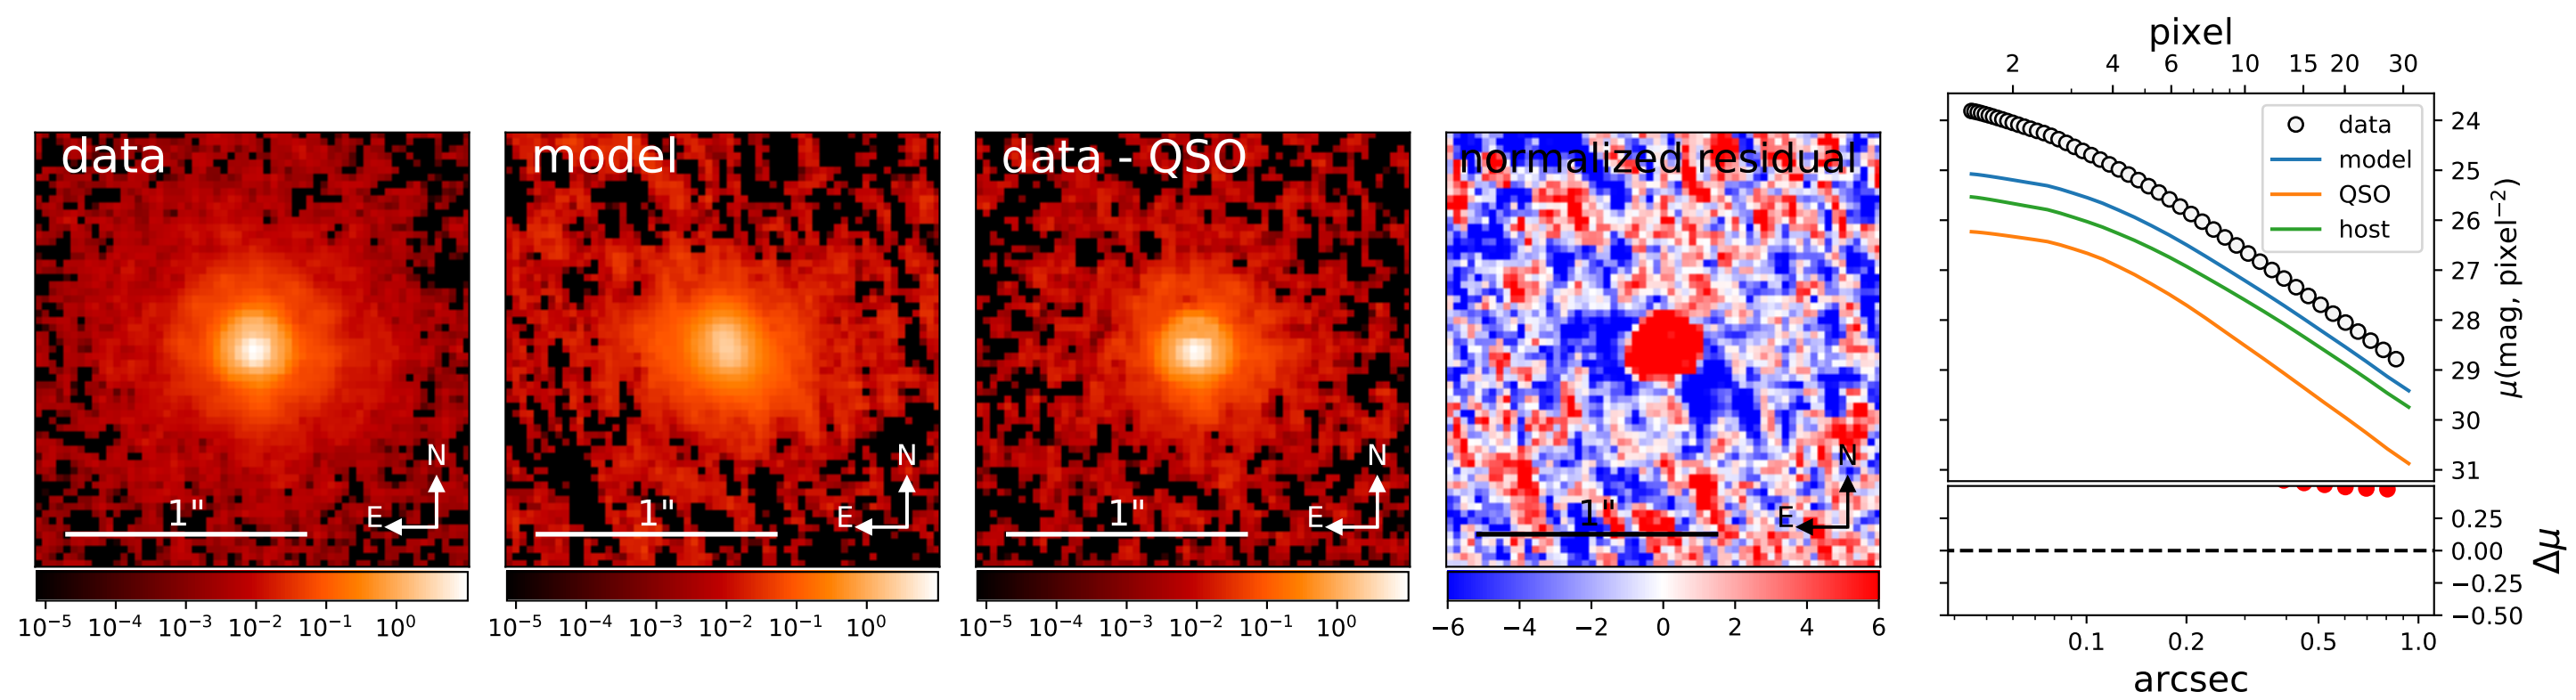 data
N
E
1"
10⁻⁵ 10⁻⁴ 10⁻³ 10⁻² 10⁻¹ 10⁰
model
N
E
1"
10⁻⁵ 10⁻⁴ 10⁻³ 10⁻² 10⁻¹ 10⁰
data - QSO
N
E
1"
10⁻⁵ 10⁻⁴ 10⁻³ 10⁻² 10⁻¹ 10⁰
normalized residual
N
E
1"
−6 −4 −2 0 2 4 6
pixel
2 4 6 10 15 20 30
data
model
QSO
host
24
25
26
27
28
29
30
31
μ(mag, pixel⁻²)
0.25
0.00
−0.25
−0.50
Δμ
0.1 0.2 0.5 1.0
arcsec